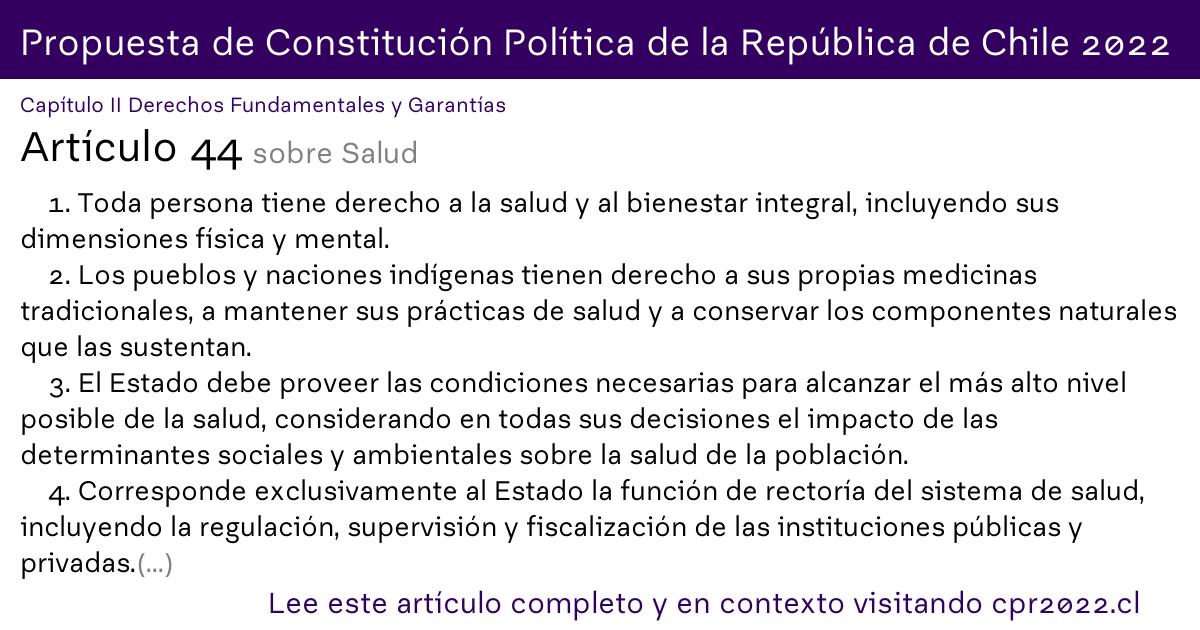 Propuesta de Constitución Política de la República de Chile 2022
Capítulo II Derechos Fundamentales y Garantías
Artículo 44 sobre Salud
1. Toda persona tiene derecho a la salud y al bienestar integral, incluyendo sus
dimensiones física y mental.
2. Los pueblos y naciones indígenas tienen derecho a sus propias medicinas
tradicionales, a mantener sus prácticas de salud y a conservar los componentes naturales
que las sustentan.
3. El Estado debe proveer las condiciones necesarias para alcanzar el más alto nivel
posible de la salud, considerando en todas sus decisiones el impacto de las
determinantes sociales y ambientales sobre la salud de la población.
4. Corresponde exclusivamente al Estado la función de rectoría del sistema de salud,
incluyendo la regulación, supervisión y fiscalización de las instituciones públicas y
privadas.(...)
Lee este artículo completo y en contexto visitando cpr2022.cl